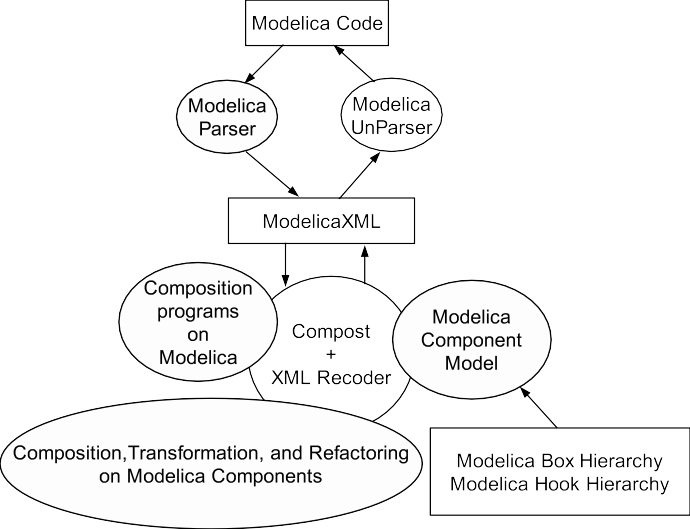 Modelica Code
Modelica
Parser
Modelica
UnParser
ModelicaXML
Composition
programs
on
Modelica
Compost
+
XML Recoder
Modelica
Component
Model
Composition,Transformation, and Refactoring
on Modelica Components
Modelica Box Hierarchy
Modelica Hook Hierarchy